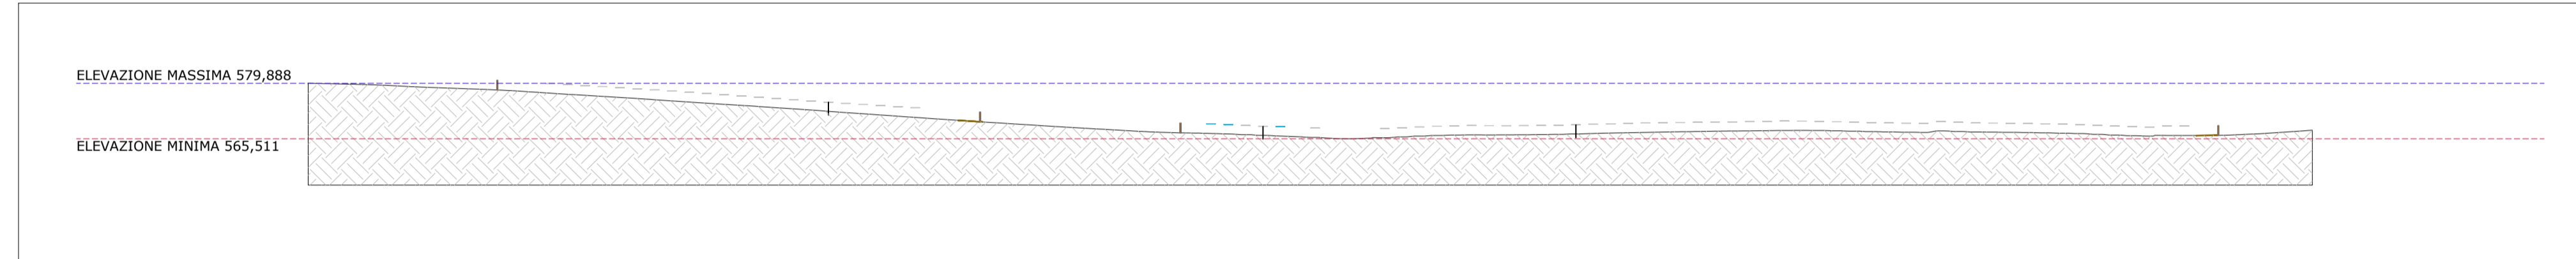 ELEVAZIONE MASSIMA 579,888
ELEVAZIONE MINIMA 565,511